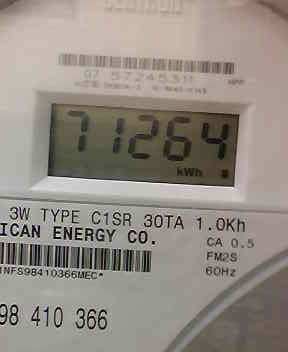 07 57245311
71264
kWh
3W TYPE C1SR 30TA 1.0Kh
ICAN ENERGY CO.
CA 0.5
FM2S
60Hz
1NFS98410366MEC*
98 410 366